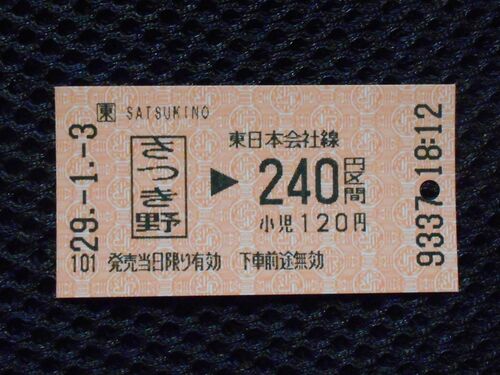 東 SATSUKINO
さつき野
東日本会社線
▶ 240円区間
小児120円
29.-1.-3
101 発売当日限り有効 下車前途無効
9337 18:12